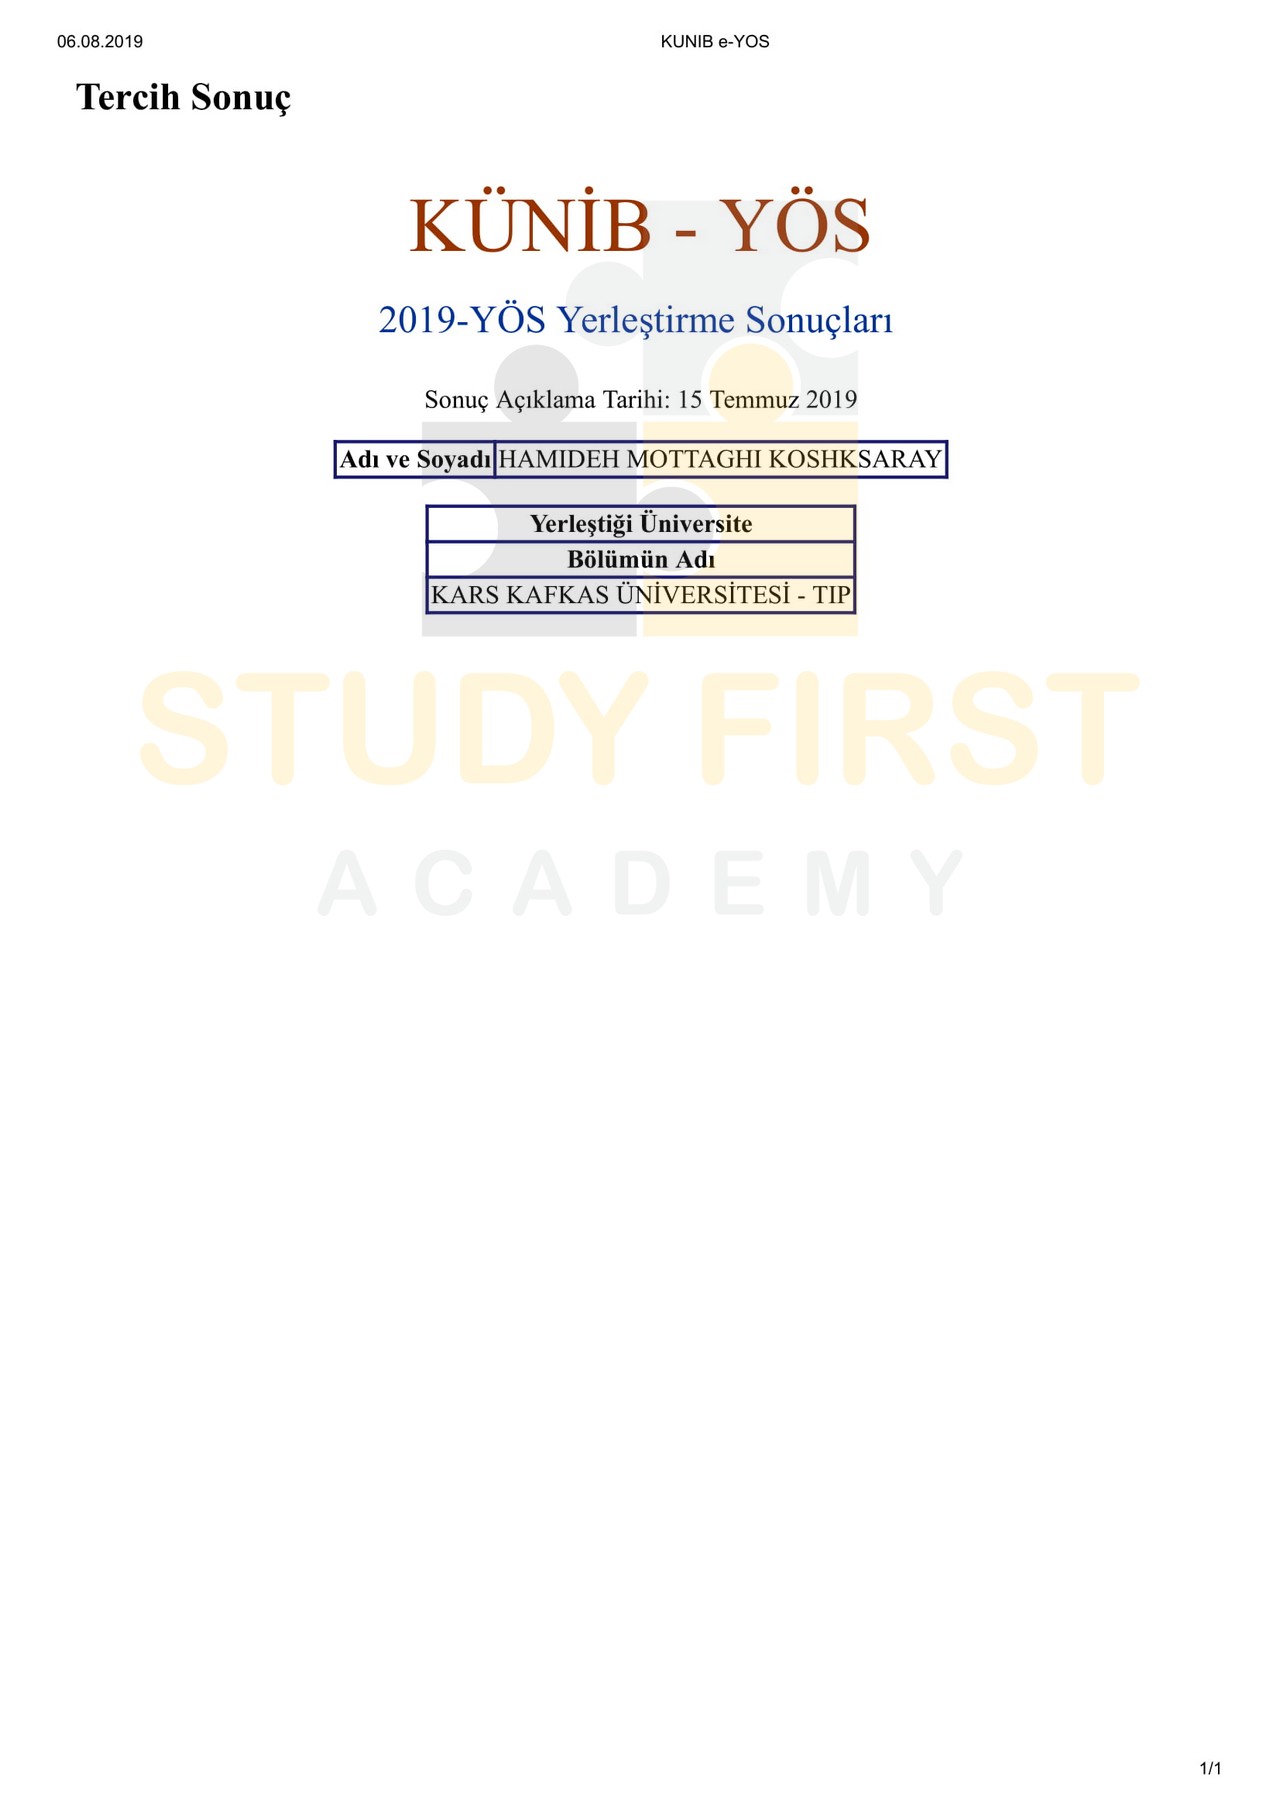 06.08.2019 KUNIB e-YOS
Tercih Sonuç
KÜNİB - YÖS
2019-YÖS Yerleştirme Sonuçları
Sonuç Açıklama Tarihi: 15 Temmuz 2019
Adı ve Soyadı HAMIDEH MOTTAGHI KOSHKSARAY
Yerleştiği Üniversite
Bölümün Adı
KARS KAFKAS ÜNİVERSİTESİ - TIP
STUDY FIRST
ACADEMY
1/1